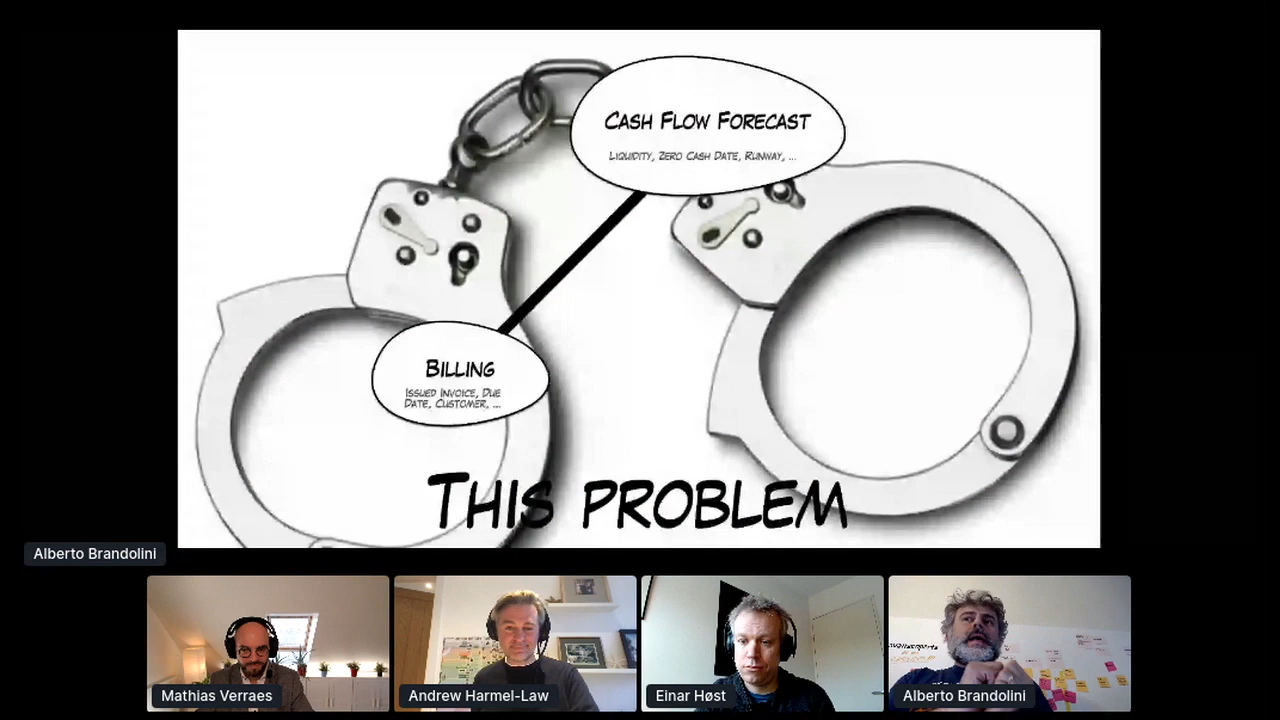 CASH FLOW FORECAST
LIQUIDITY, ZERO CASH DATE, RUNWAY, ...
BILLING
ISSUED INVOICE, DUE
DATE, CUSTOMER, ...
THIS PROBLEM
Alberto Brandolini
Mathias Verraes
Andrew Harmel-Law
Einar Høst
Alberto Brandolini